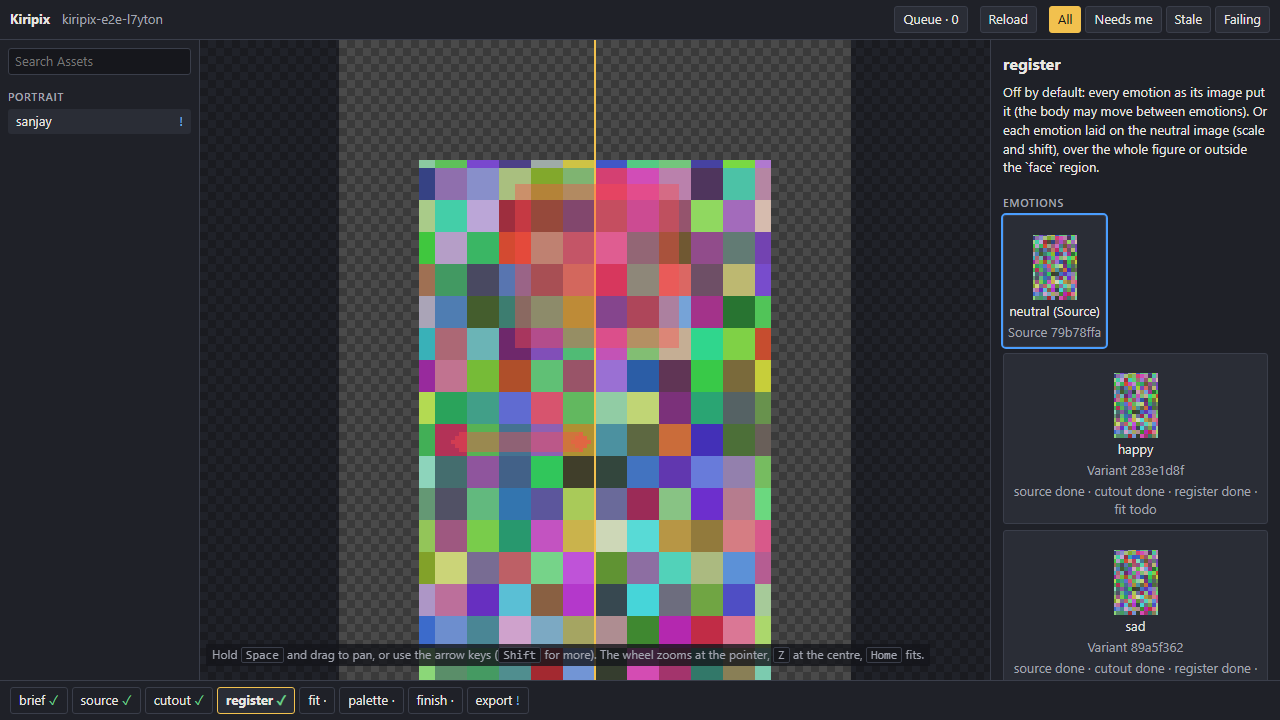 Kiripix kiripix-e2e-l7yton Queue · 0 Reload All Needs me Stale Failing
Search Assets
PORTRAIT
sanjay !
Hold Space and drag to pan, or use the arrow keys ( Shift for more). The wheel zooms at the pointer, Z at the centre, Home fits.
register
Off by default: every emotion as its image put
it (the body may move between emotions). Or
each emotion laid on the neutral image (scale
and shift), over the whole figure or outside
the `face` region.
EMOTIONS
neutral (Source)
Source 79b78ffa
happy
Variant 283e1d8f
source done · cutout done · register done ·
fit todo
sad
Variant 89a5f362
source done · cutout done · register done ·
brief ✓ source ✓ cutout ✓ register ✓ fit · palette · finish · export !